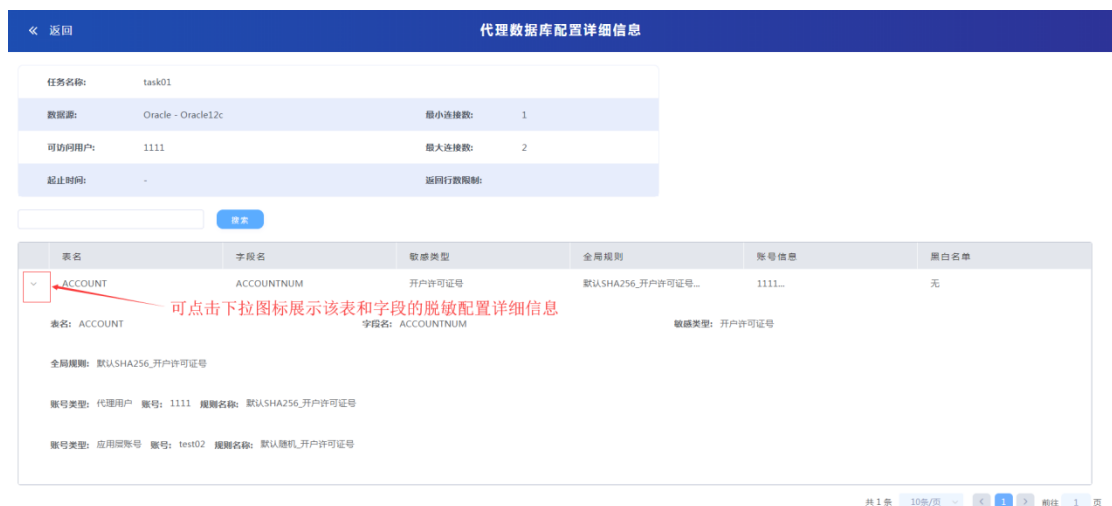 « 返回 代理数据库配置详细信息
任务名称: task01
数据源: Oracle - Oracle12c 最小连接数: 1
可访问用户: 1111 最大连接数: 2
起止时间: - 返回行数限制:
搜索
表名 字段名 敏感类型 全局规则 账号信息 黑白名单
ACCOUNT ACCOUNTNUM 开户许可证号 默认SHA256_开户许可证号... 1111... 无
可点击下拉图标展示该表和字段的脱敏配置详细信息
表名: ACCOUNT 字段名: ACCOUNTNUM 敏感类型: 开户许可证号
全局规则: 默认SHA256_开户许可证号
账号类型: 代理用户 账号: 1111 规则名称: 默认SHA256_开户许可证号
账号类型: 应用层账号 账号: test02 规则名称: 默认随机_开户许可证号
共 1 条 10条/页 < 1 > 前往 1 页